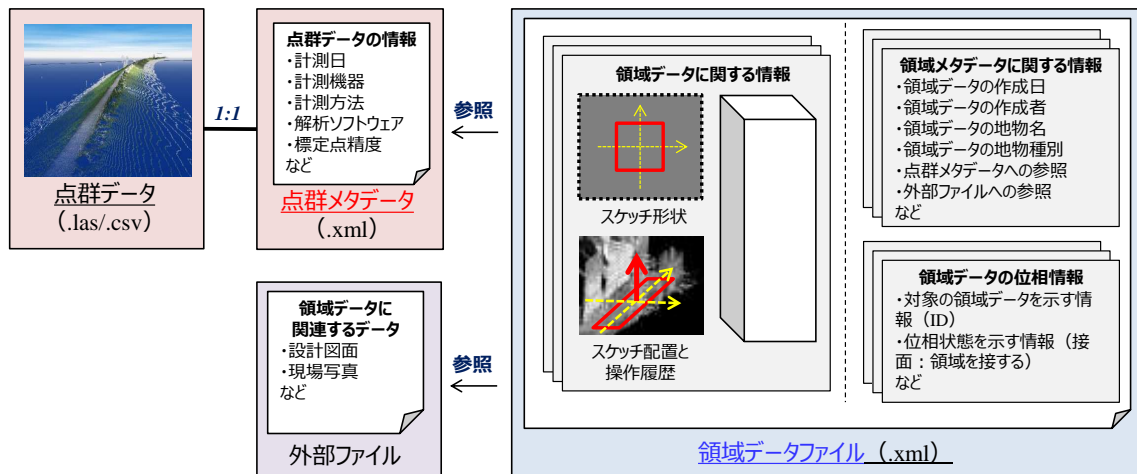 点群データ
（.las/.csv）
1:1
点群データの情報
・計測日
・計測機器
・計測方法
・解析ソフトウェア
・標定点精度
など
点群メタデータ
（.xml）
参照
領域データに
関連するデータ
・設計図面
・現場写真
など
外部ファイル
参照
領域データに関する情報
スケッチ形状
スケッチ配置と
操作履歴
領域メタデータに関する情報
・領域データの作成日
・領域データの作成者
・領域データの地物名
・領域データの地物種別
・点群メタデータへの参照
・外部ファイルへの参照
など
領域データの位相情報
・対象の領域データを示す情
報（ID）
・位相状態を示す情報（接
面：領域を接する）
など
領域データファイル（.xml）